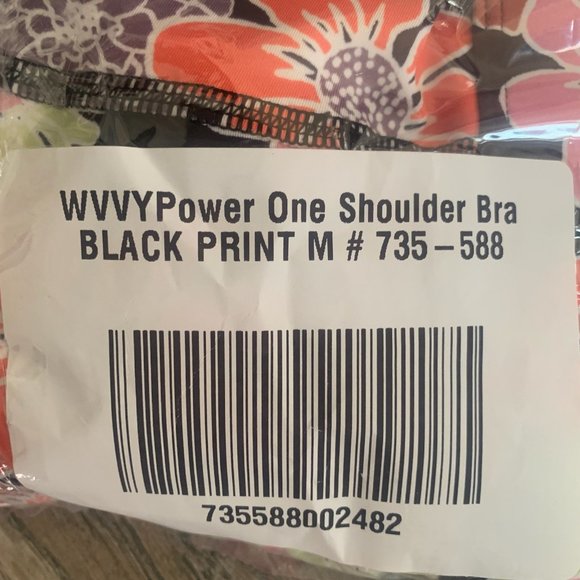 WVVYPower One Shoulder Bra
BLACK PRINT M # 735-588
735588002482